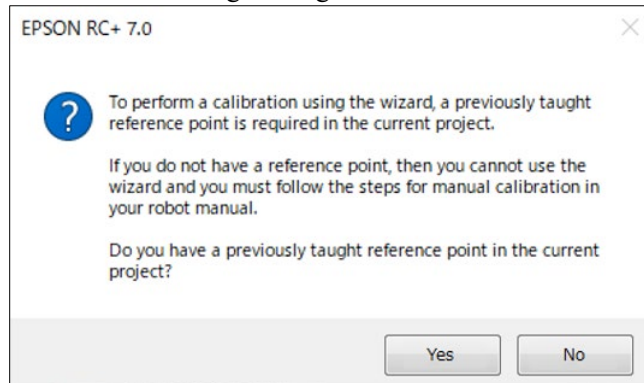 EPSON RC+ 7.0
To perform a calibration using the wizard, a previously taught
reference point is required in the current project.
If you do not have a reference point, then you cannot use the
wizard and you must follow the steps for manual calibration in
your robot manual.
Do you have a previously taught reference point in the current
project?
Yes
No